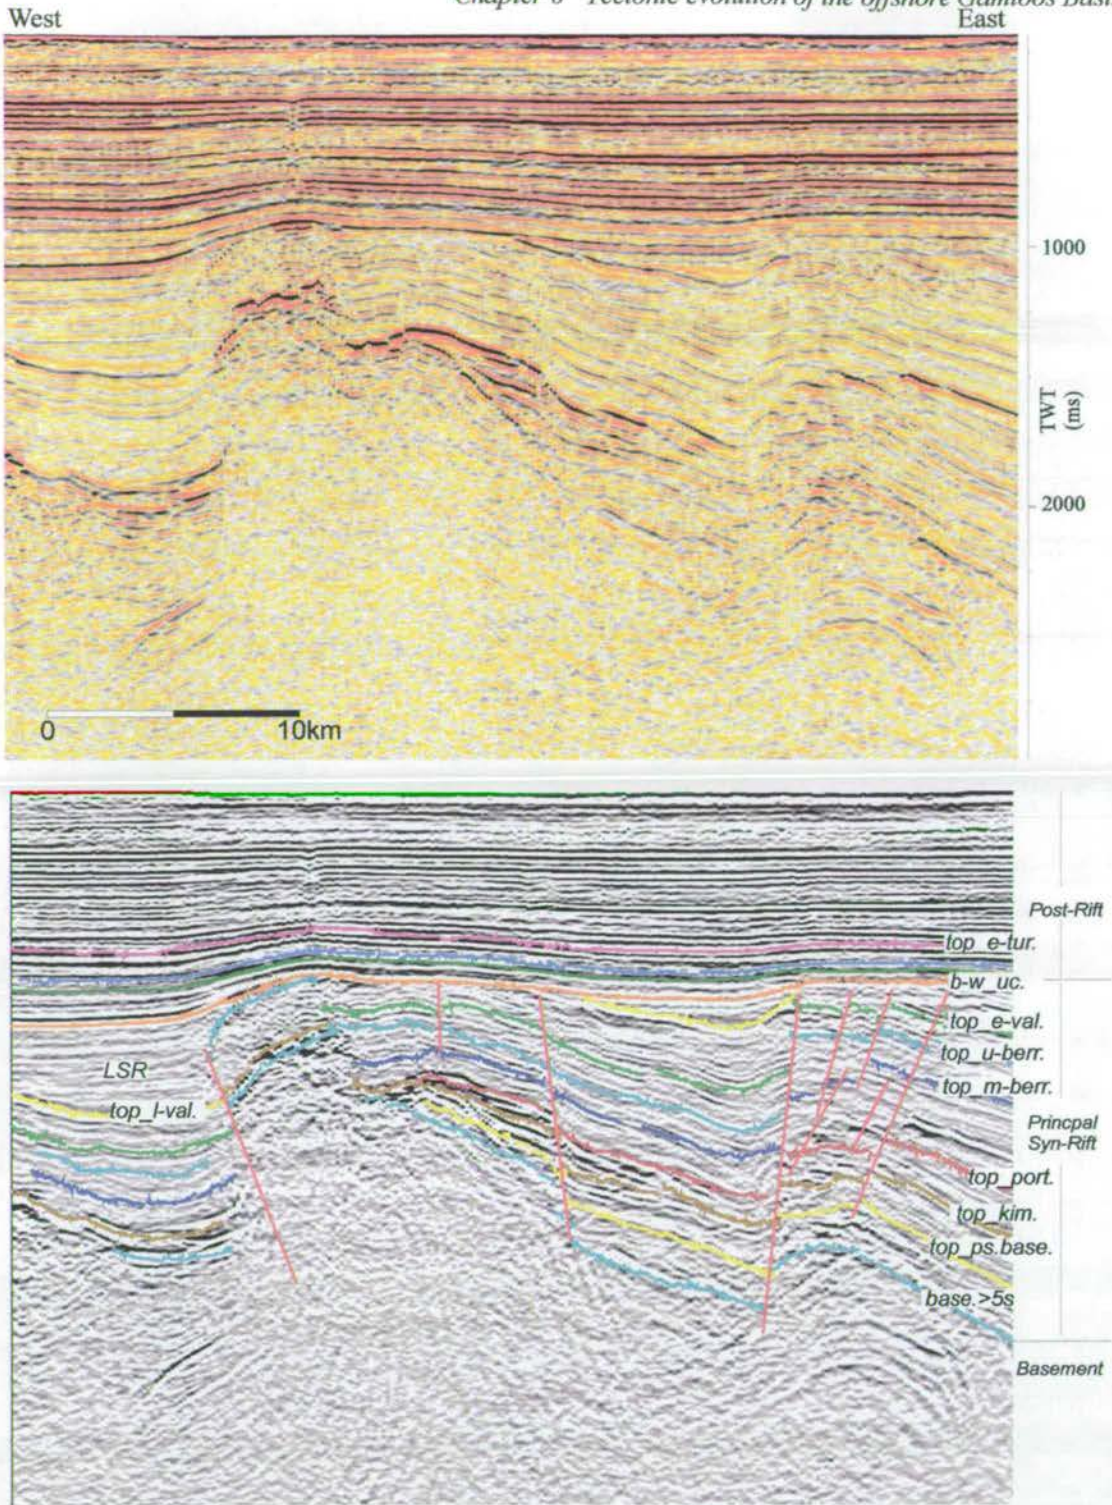 Chapter 6 Tectonic evolution of the offshore Gamtoos Basin
West
East
1000
TWT
(ms)
2000
0
10km
Post-Rift
top_e-tur.
b-w_uc.
top_e-val.
top_u-berr.
LSR
top_m-berr.
top_l-val.
Princpal
Syn-Rift
top_port.
top_kim.
top_ps.base.
base.>5s
Basement